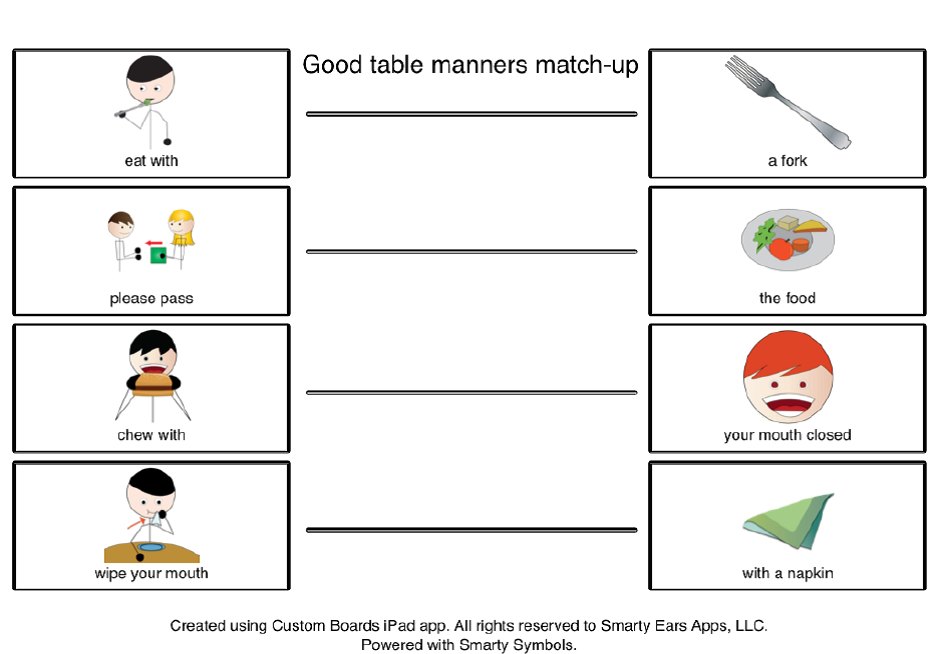 Good table manners match-up
eat with
a fork
please pass
the food
chew with
your mouth closed
wipe your mouth
with a napkin
Created using Custom Boards iPad app. All rights reserved to Smarty Ears Apps, LLC.
Powered with Smarty Symbols.